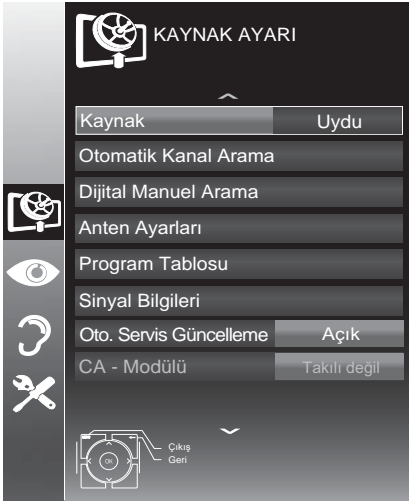 KAYNAK AYARI
Kaynak Uydu
Otomatik Kanal Arama
Dijital Manuel Arama
Anten Ayarları
Program Tablosu
Sinyal Bilgileri
Oto. Servis Güncelleme Açık
CA - Modülü Takılı değil
OK
Çıkış
Geri